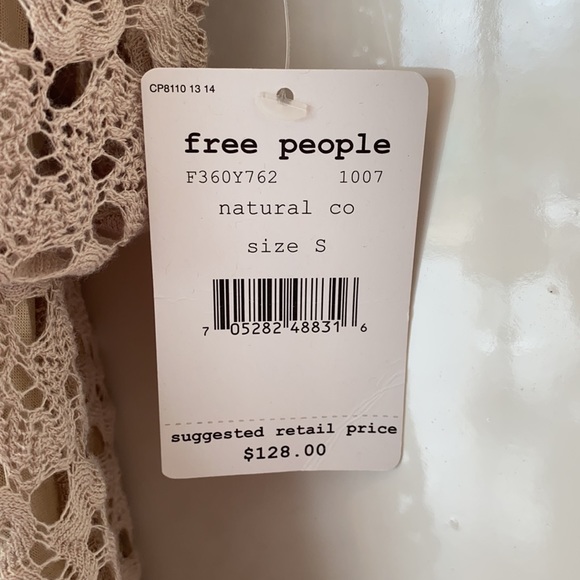 CP8110 13 14
free people
F360Y762 1007
natural co
size S
7 05282 48831 6
suggested retail price
$128.00